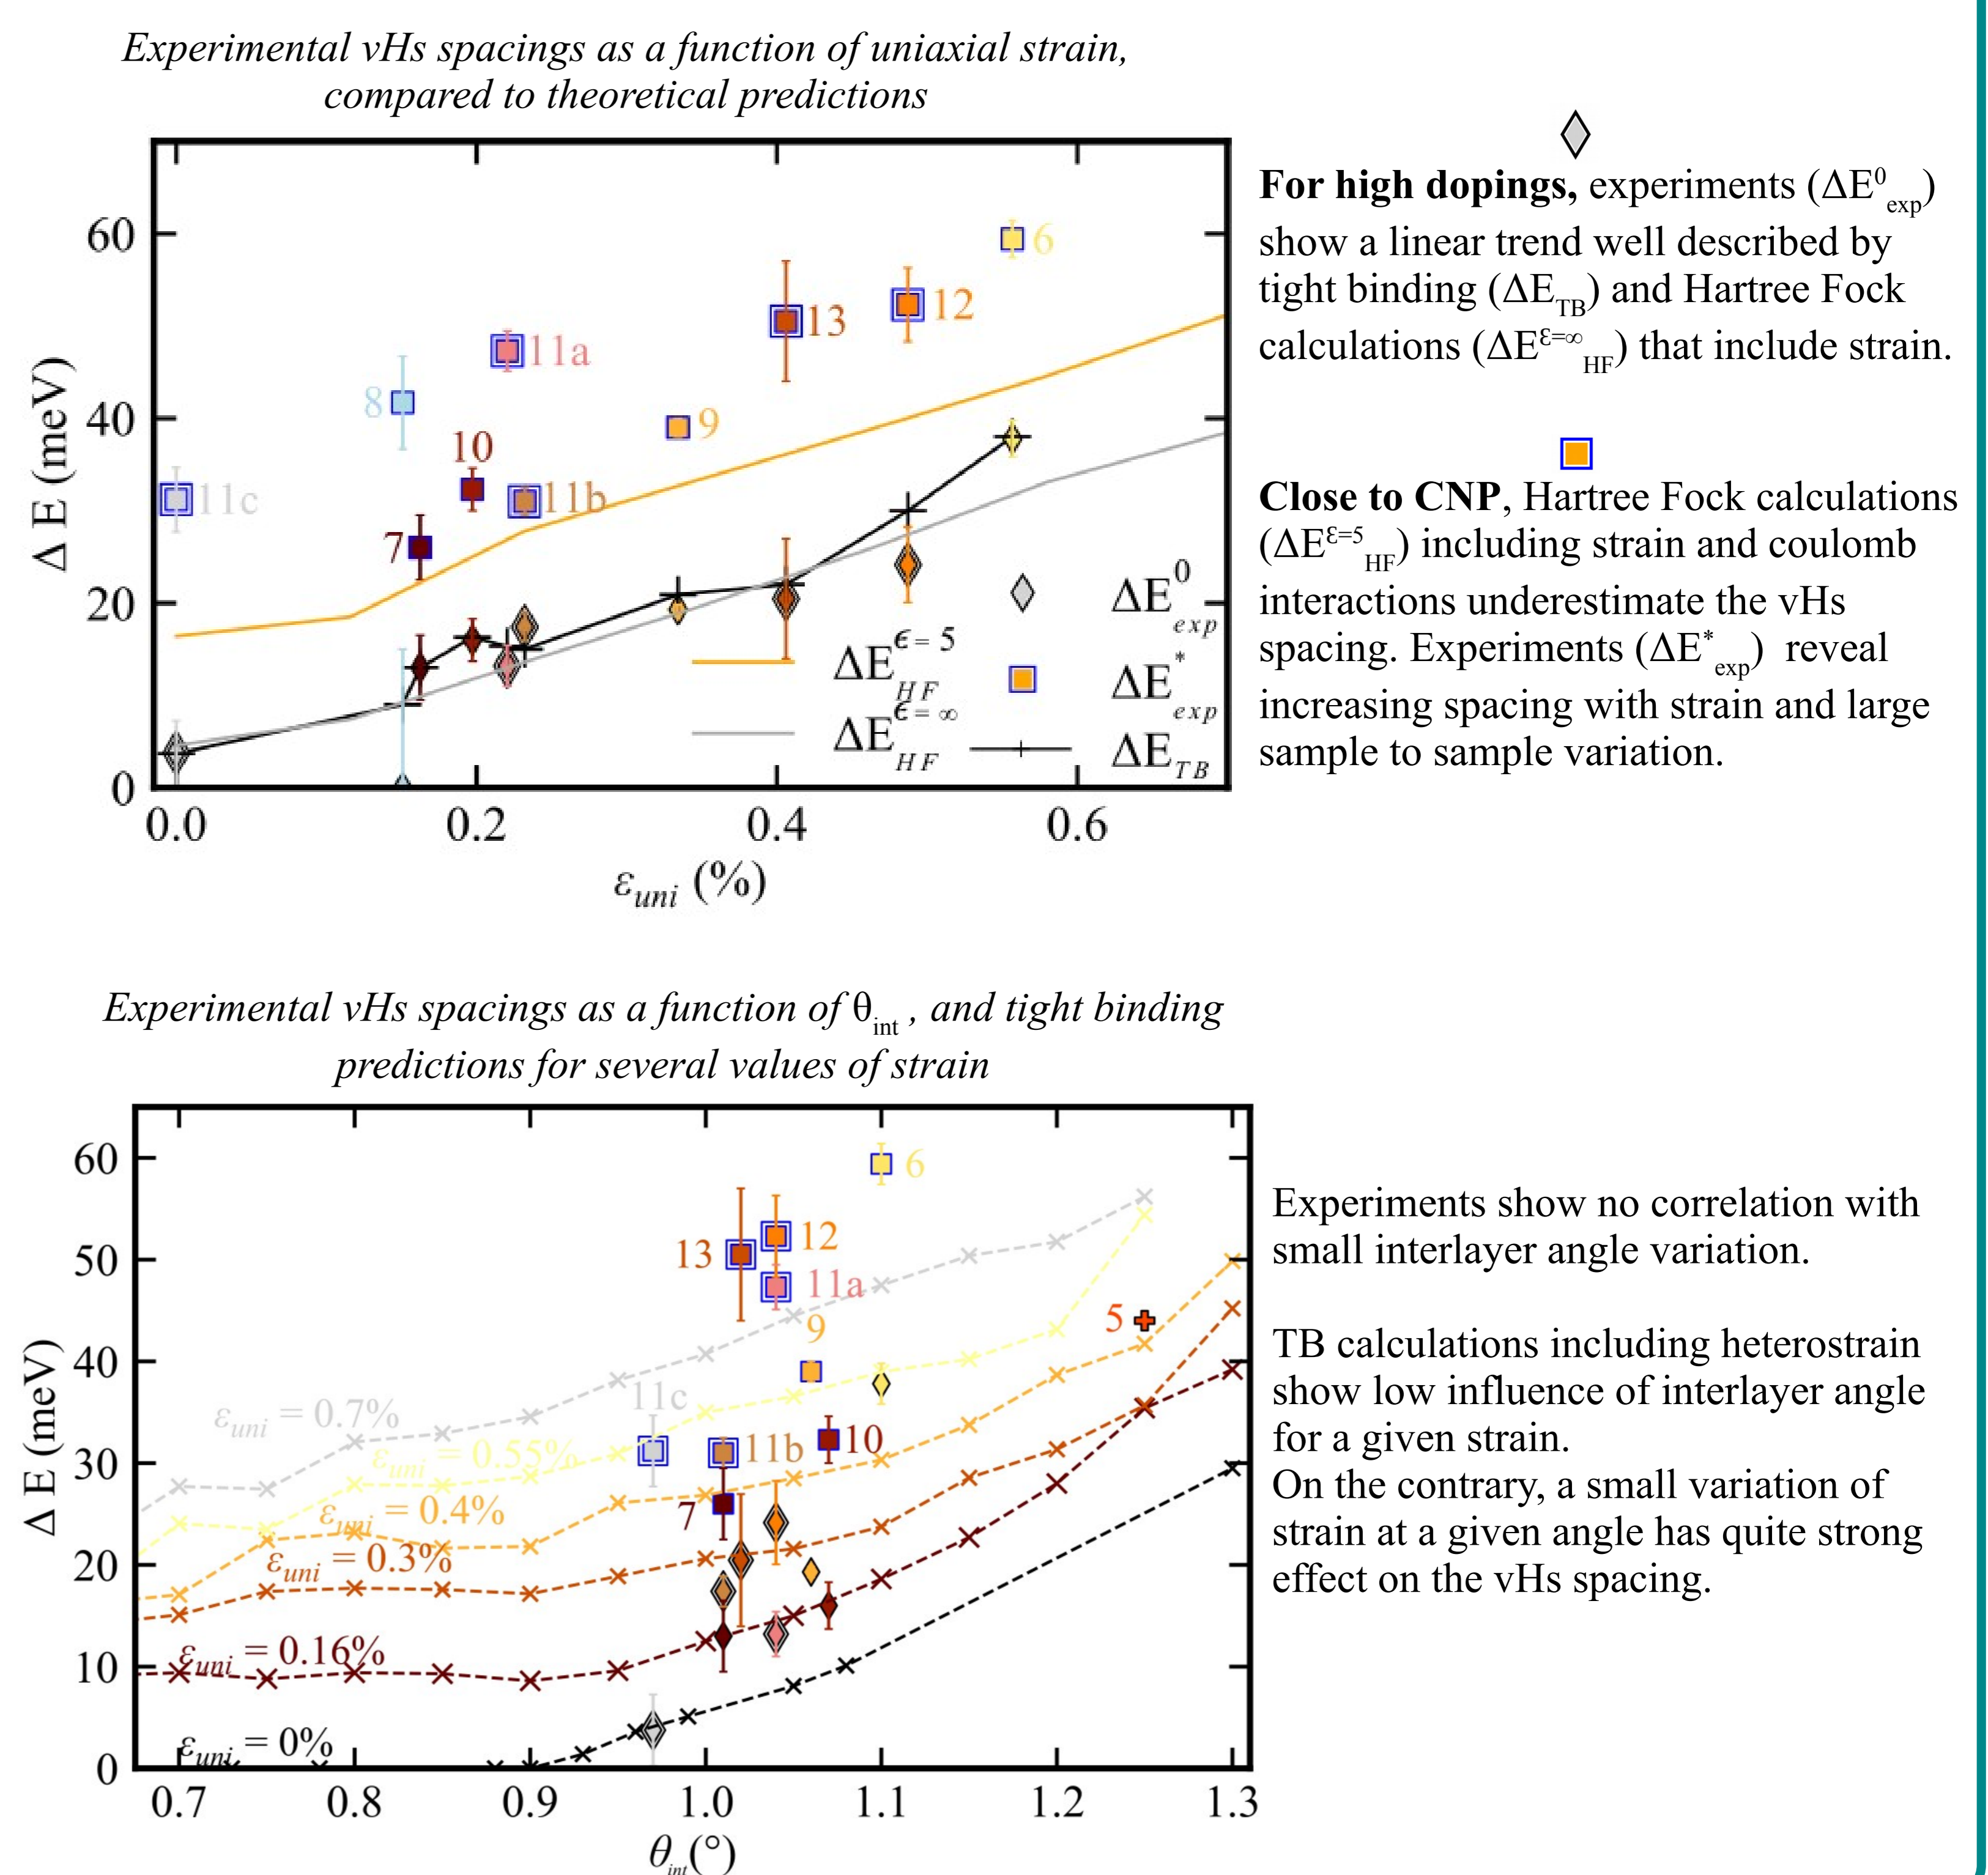 Experimental vHs spacings as a function of uniaxial strain,
compared to theoretical predictions
60
40
20
0
0.0
0.2
0.4
0.6
Δ E (meV)
ε_uni (%)
6
12
13
11a
8
9
10
11b
11c
7
ΔE^ϵ=5_HF
ΔE^ϵ=∞_HF
ΔE^0_exp
ΔE^*_exp
ΔE_TB
For high dopings, experiments (ΔE^0_exp)
show a linear trend well described by
tight binding (ΔE_TB) and Hartree Fock
calculations (ΔE^ε=∞_HF) that include strain.
Close to CNP, Hartree Fock calculations
(ΔE^ε=5_HF) including strain and coulomb
interactions underestimate the vHs
spacing. Experiments (ΔE^*_exp) reveal
increasing spacing with strain and large
sample to sample variation.
Experimental vHs spacings as a function of θ_int , and tight binding
predictions for several values of strain
60
50
40
30
20
10
0
0.7
0.8
0.9
1.0
1.1
1.2
1.3
Δ E (meV)
θ_int(°)
6
12
13
11a
9
5
11c
11b
10
7
ε_uni = 0.7%
ε_uni = 0.55%
ε_uni = 0.4%
ε_uni = 0.3%
ε_uni = 0.16%
ε_uni = 0%
Experiments show no correlation with
small interlayer angle variation.
TB calculations including heterostrain
show low influence of interlayer angle
for a given strain.
On the contrary, a small variation of
strain at a given angle has quite strong
effect on the vHs spacing.